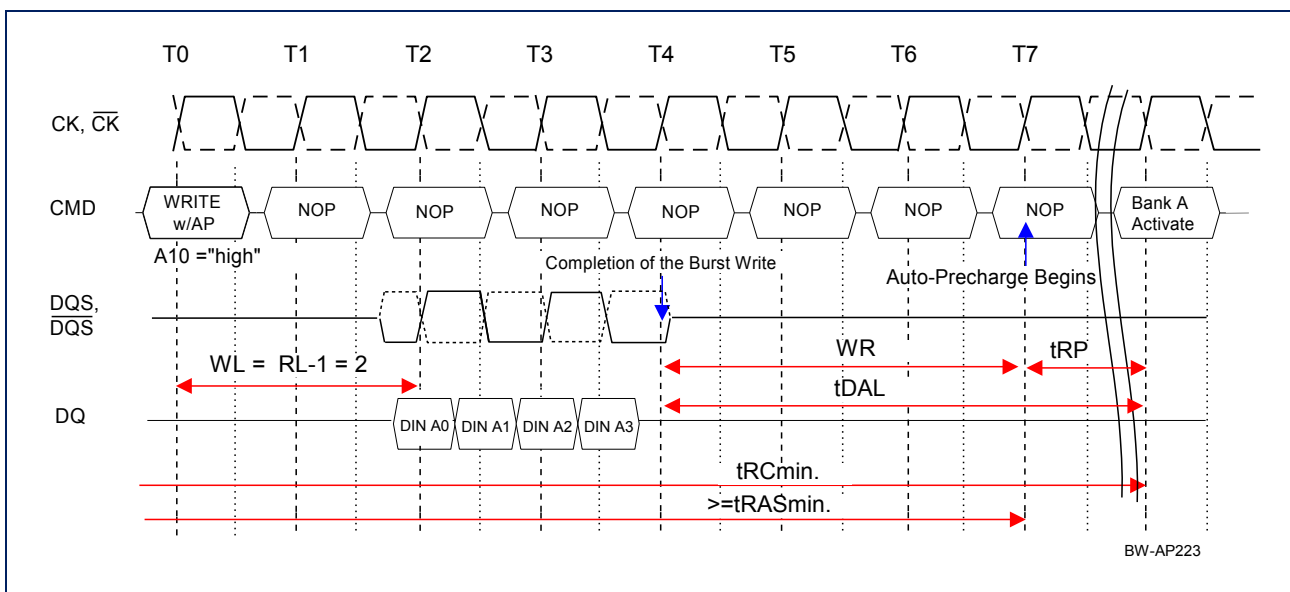 T0 T1 T2 T3 T4 T5 T6 T7
CK, CK
CMD
WRITE
w/AP
NOP NOP NOP NOP NOP NOP NOP
Bank A
Activate
A10 ="high"
Completion of the Burst Write
Auto-Precharge Begins
DQS,
DQS
WL = RL-1 = 2
WR
tRP
tDAL
DQ
DIN A0 DIN A1 DIN A2 DIN A3
tRCmin.
>=tRASmin.
BW-AP223